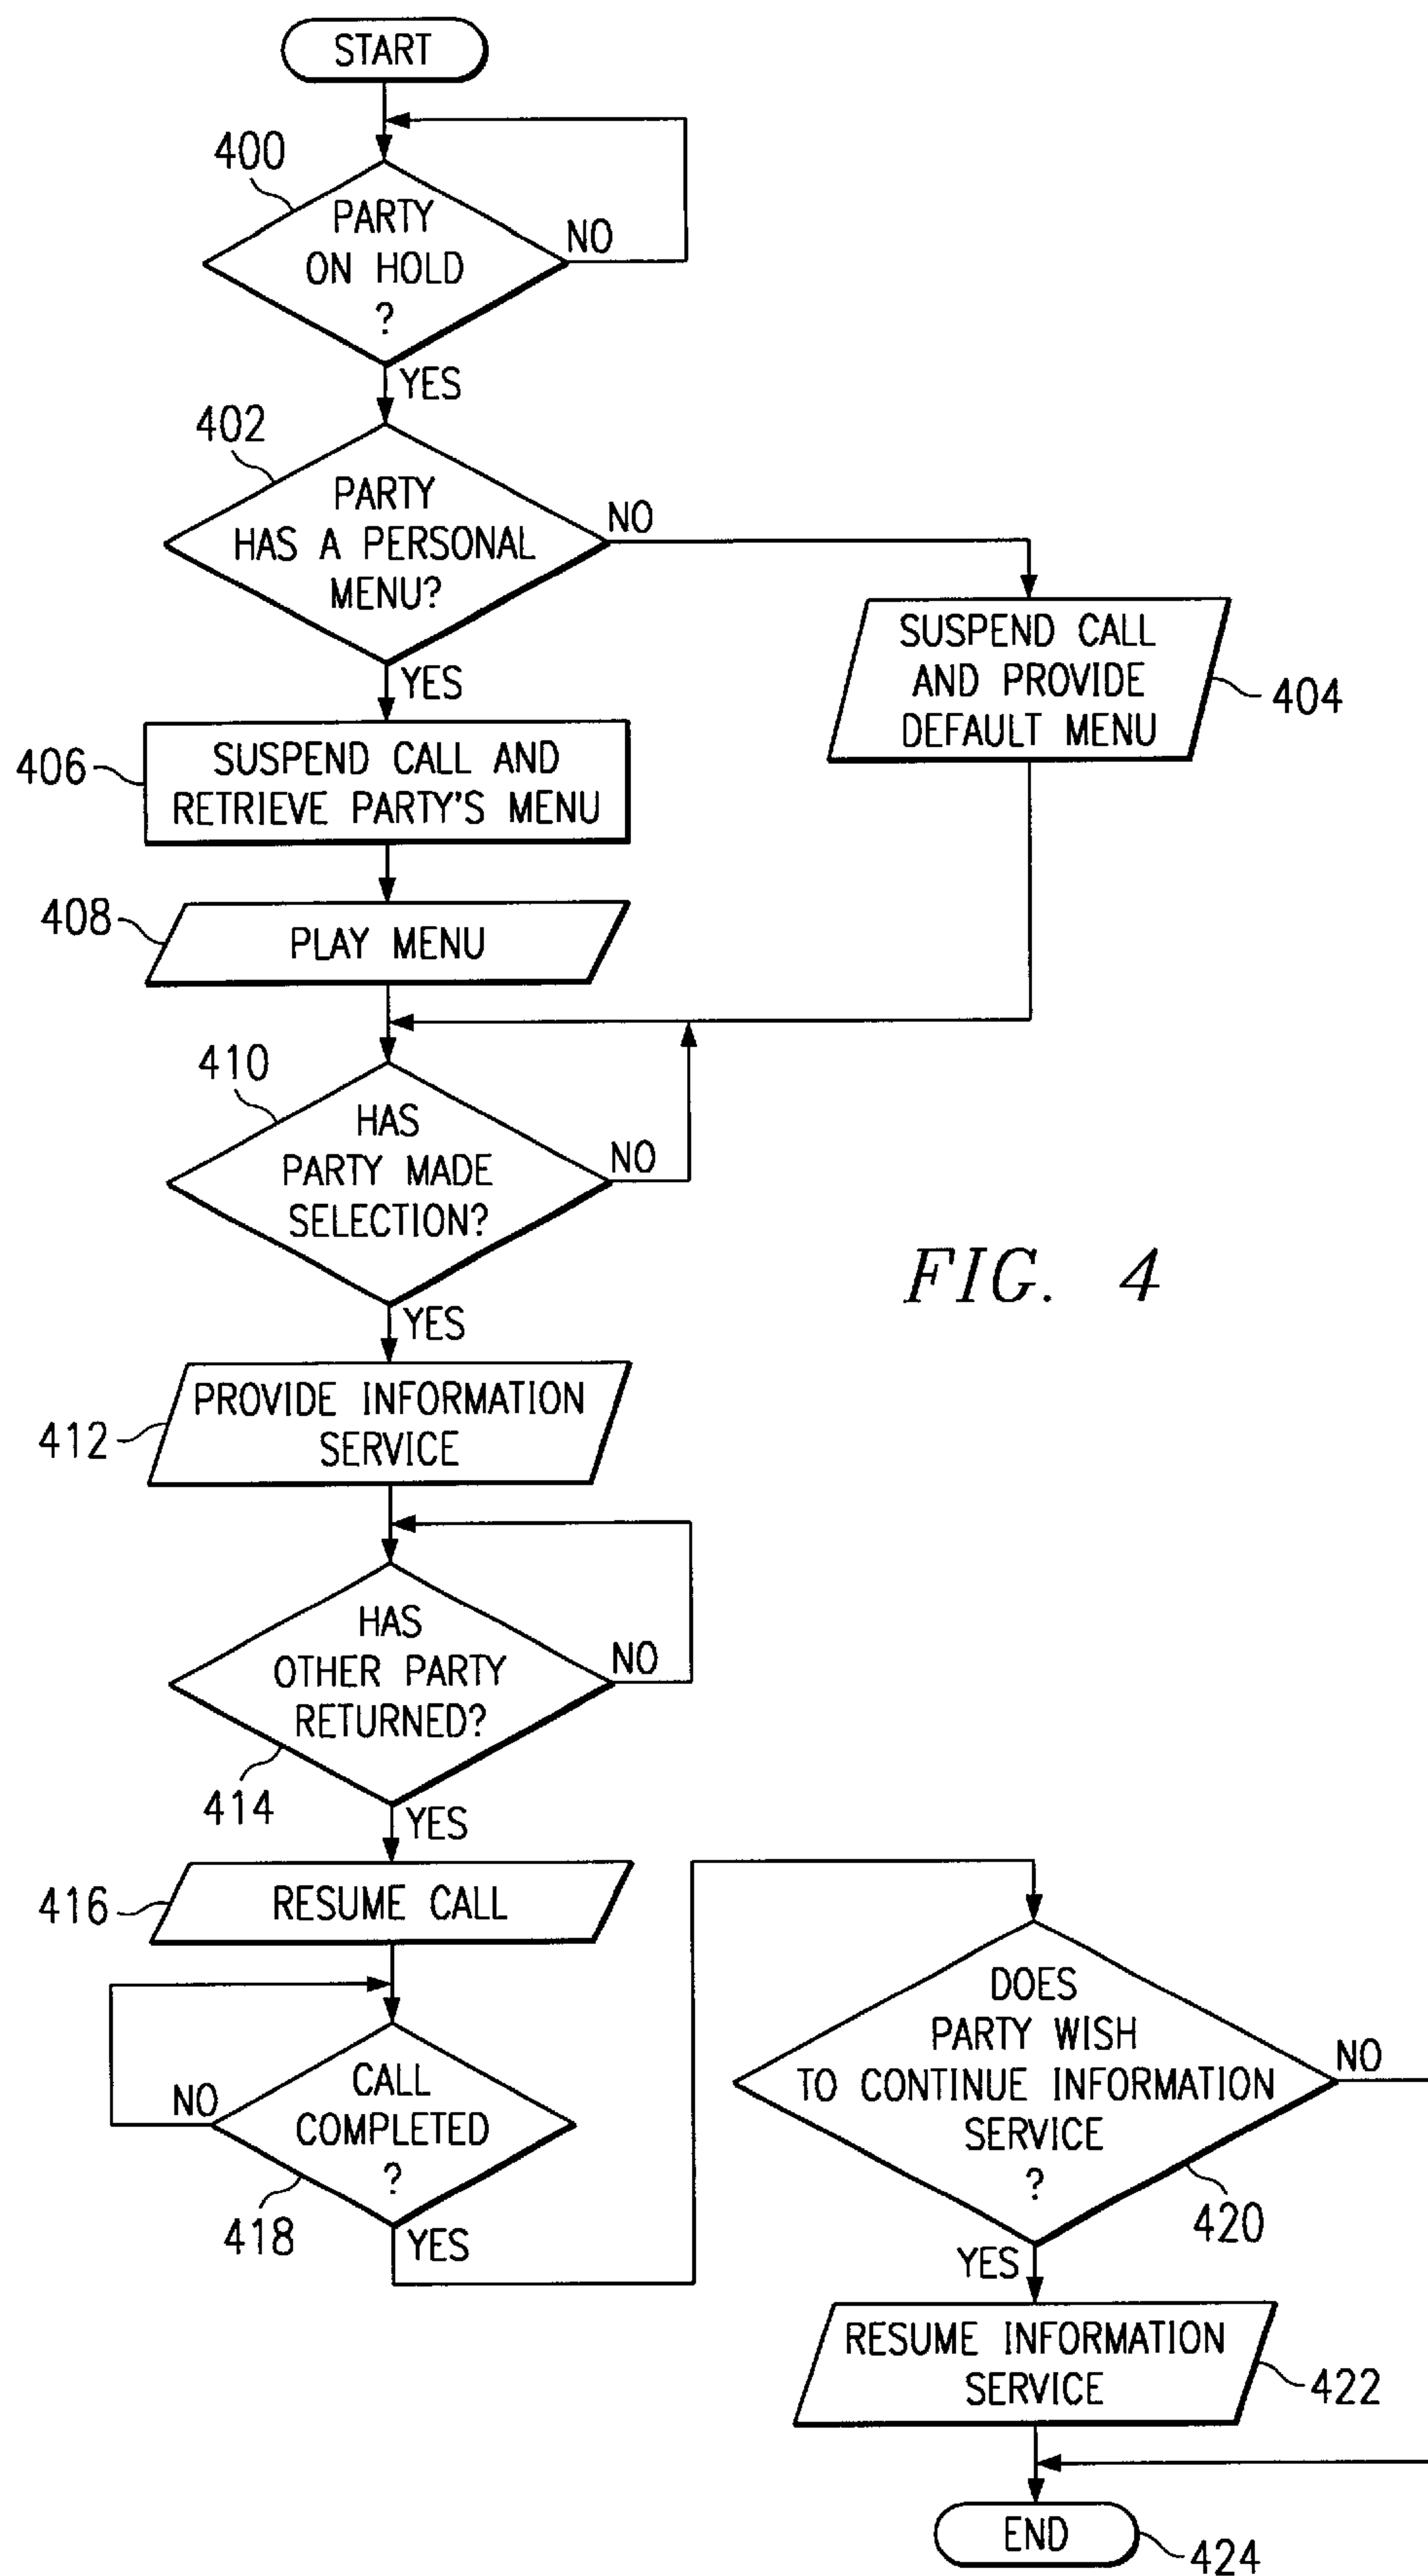 START
400
PARTY
ON HOLD
?
NO
YES
402
PARTY
HAS A PERSONAL
MENU?
NO
YES
SUSPEND CALL
AND PROVIDE
DEFAULT MENU
404
406
SUSPEND CALL AND
RETRIEVE PARTY'S MENU
408
PLAY MENU
410
HAS
PARTY MADE
SELECTION?
NO
YES
FIG. 4
412
PROVIDE INFORMATION
SERVICE
HAS
OTHER PARTY
RETURNED?
NO
414
YES
416
RESUME CALL
CALL
COMPLETED
?
NO
418
YES
DOES
PARTY WISH
TO CONTINUE INFORMATION
SERVICE
?
NO
420
YES
RESUME INFORMATION
SERVICE
422
END
424